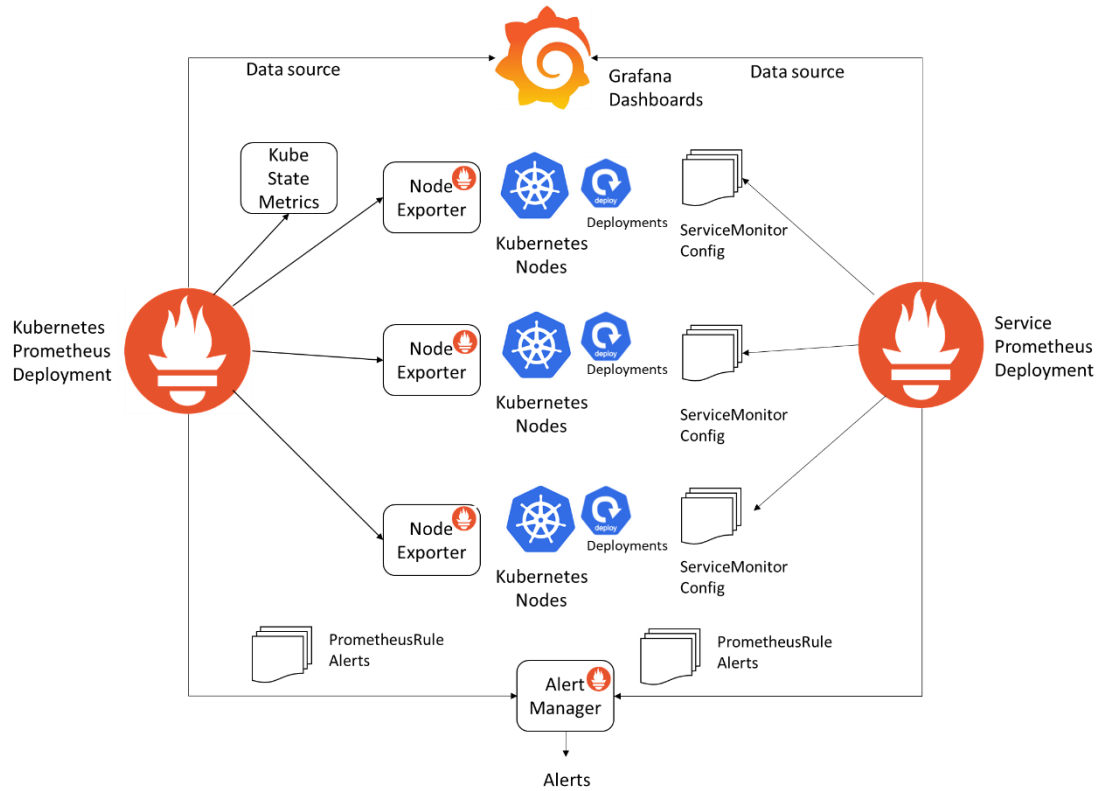 Data source
Data source
Grafana
Dashboards
Kube
State
Metrics
Node
Exporter
deploy
Deployments
Kubernetes
Nodes
ServiceMonitor
Config
Kubernetes
Prometheus
Deployment
Node
Exporter
deploy
Deployments
Kubernetes
Nodes
ServiceMonitor
Config
Service
Prometheus
Deployment
Node
Exporter
deploy
Deployments
Kubernetes
Nodes
ServiceMonitor
Config
PrometheusRule
Alerts
PrometheusRule
Alerts
Alert
Manager
Alerts